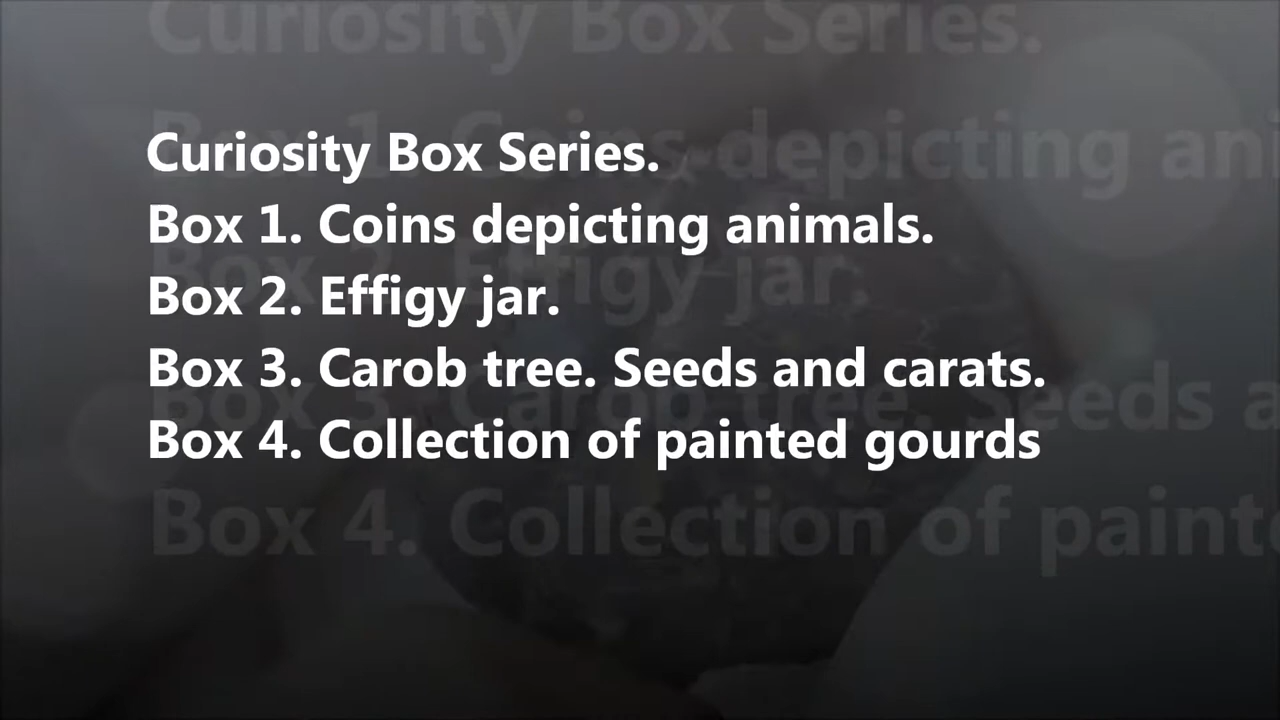 Curiosity Box Series.
Box 1. Coins depicting animals.
Box 2. Effigy jar.
Box 3. Carob tree. Seeds and carats.
Box 4. Collection of painted gourds